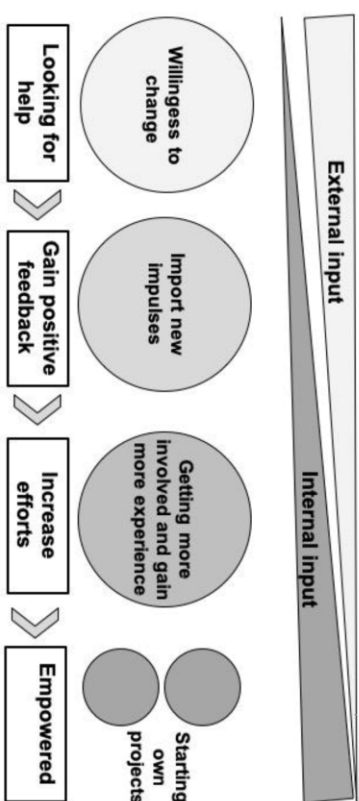 External input
Internal input
Willingess to
change
Import new
impulses
Getting more
involved and gain
more experience
Starting
own
projects
Looking for
help
Gain positive
feedback
Increase
efforts
Empowered